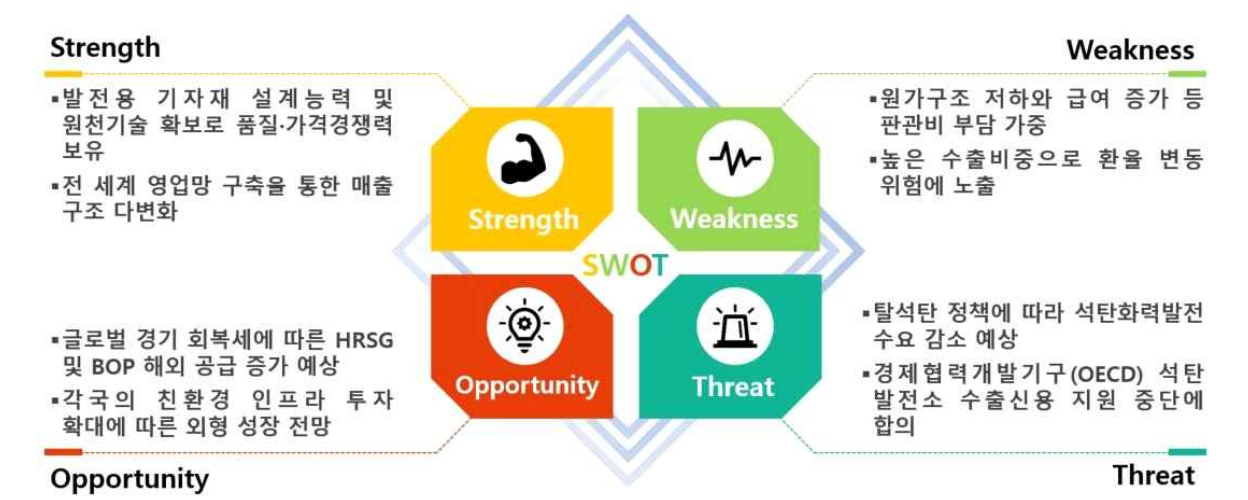 Strength
▪발전용 기자재 설계능력 및
원천기술 확보로 품질·가격경쟁력
보유
▪전 세계 영업망 구축을 통한 매출
구조 다변화
Weakness
▪원가구조 저하와 급여 증가 등
판관비 부담 가중
▪높은 수출비중으로 환율 변동
위험에 노출
Strength
Weakness
SWOT
Opportunity
Threat
▪글로벌 경기 회복세에 따른 HRSG
및 BOP 해외 공급 증가 예상
▪각국의 친환경 인프라 투자
확대에 따른 외형 성장 전망
Opportunity
▪탈석탄 정책에 따라 석탄화력발전
수요 감소 예상
▪경제협력개발기구(OECD) 석탄
발전소 수출신용 지원 중단에
합의
Threat